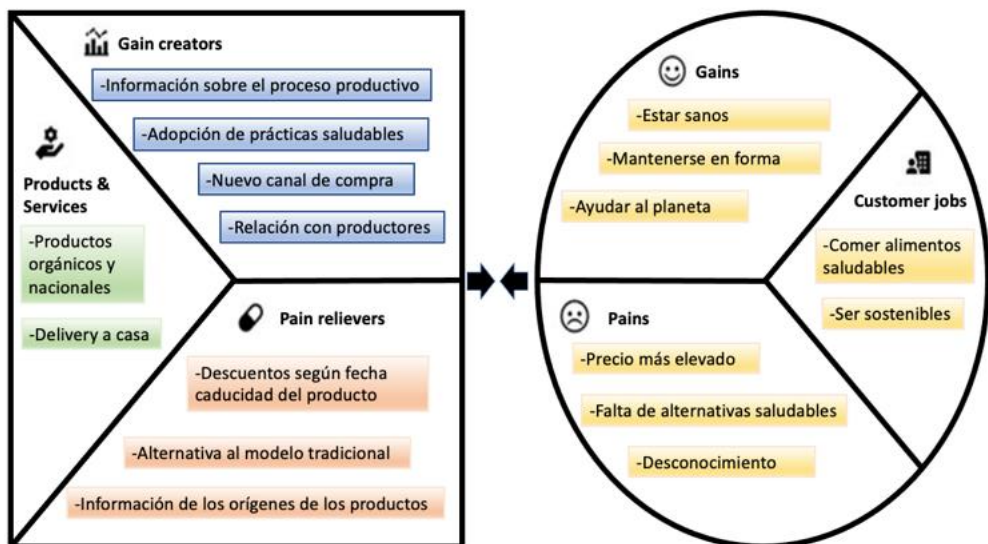 Gain creators
-Información sobre el proceso productivo
-Adopción de prácticas saludables
-Nuevo canal de compra
-Relación con productores
Products &
Services
-Productos
orgánicos y
nacionales
-Delivery a casa
Pain relievers
-Descuentos según fecha
caducidad del producto
-Alternativa al modelo tradicional
-Información de los orígenes de los productos
Gains
-Estar sanos
-Mantenerse en forma
-Ayudar al planeta
Customer jobs
-Comer alimentos
saludables
-Ser sostenibles
Pains
-Precio más elevado
-Falta de alternativas saludables
-Desconocimiento